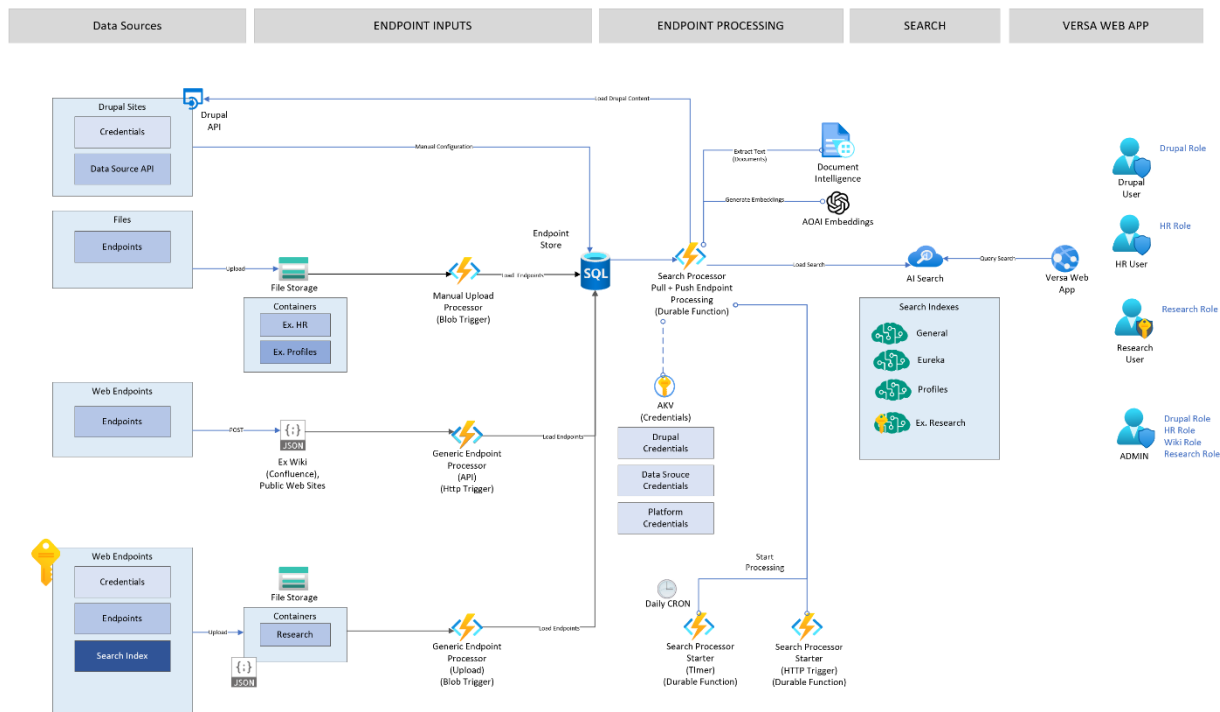 Data Sources
ENDPOINT INPUTS
ENDPOINT PROCESSING
SEARCH
VERSA WEB APP
Drupal Sites
Credentials
Data Source API
Drupal
API
Load Drupal Content
Manual Configuration
Files
Endpoints
Upload
File Storage
Containers
Ex. HR
Ex. Profiles
Manual Upload
Processor
(Blob Trigger)
Load Endpoints
Endpoint
Store
SQL
Extract Text
(Documents)
Document
Intelligence
Generate Embeddings
AOAI Embeddings
Search Processor
Pull + Push Endpoint
Processing
(Durable Function)
Load Search
AI Search
Query Search
Versa Web
App
Search Indexes
General
Eureka
Profiles
Ex. Research
Drupal Role
Drupal
User
HR Role
HR User
Research Role
Research
User
Drupal Role
HR Role
Wiki Role
Research Role
ADMIN
Web Endpoints
Endpoints
POST
{;}
JSON
Ex Wiki
(Confluence),
Public Web Sites
Generic Endpoint
Processor
(API)
(Http Trigger)
Load Endpoints
AKV
(Credentials)
Drupal
Credentials
Data Srouce
Credentials
Platform
Credentials
Web Endpoints
Credentials
Endpoints
Search Index
Upload
File Storage
Containers
Research
{;}
JSON
Generic Endpoint
Processor
(Upload)
(Blob Trigger)
Load Endpoints
Start
Processing
Daily CRON
Search Processor
Starter
(TImer)
(Durable Function)
Search Processor
Starter
(HTTP Trigger)
(Durable Function)